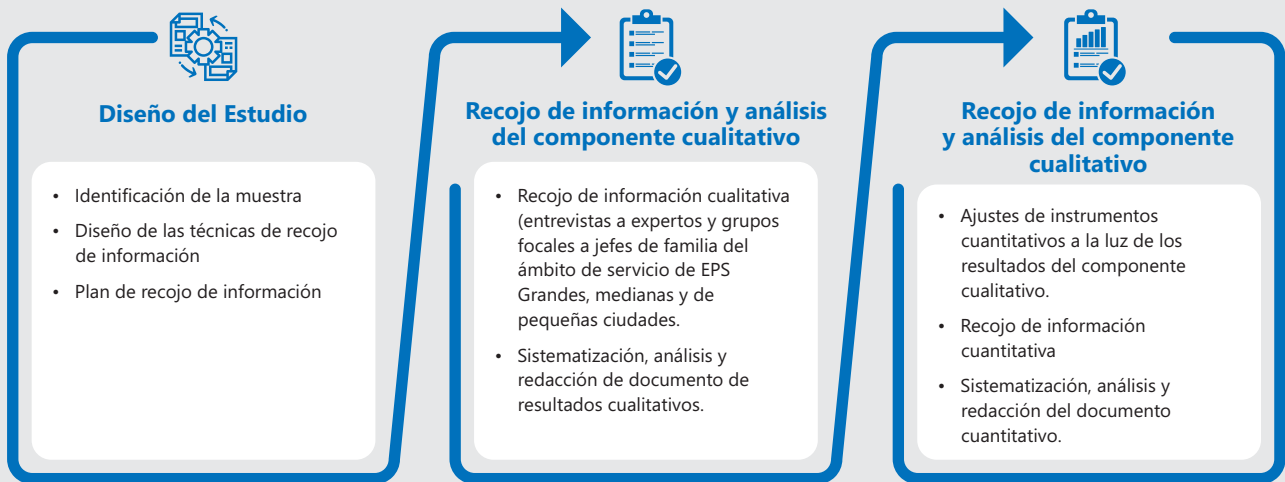 Diseño del Estudio
• Identificación de la muestra
• Diseño de las técnicas de recojo
de información
• Plan de recojo de información
Recojo de información y análisis
del componente cualitativo
• Recojo de información cualitativa
(entrevistas a expertos y grupos
focales a jefes de familia del
ámbito de servicio de EPS
Grandes, medianas y de
pequeñas ciudades.
• Sistematización, análisis y
redacción de documento de
resultados cualitativos.
Recojo de información
y análisis del componente
cualitativo
• Ajustes de instrumentos
cuantitativos a la luz de los
resultados del componente
cualitativo.
• Recojo de información
cuantitativa
• Sistematización, análisis y
redacción del documento
cuantitativo.